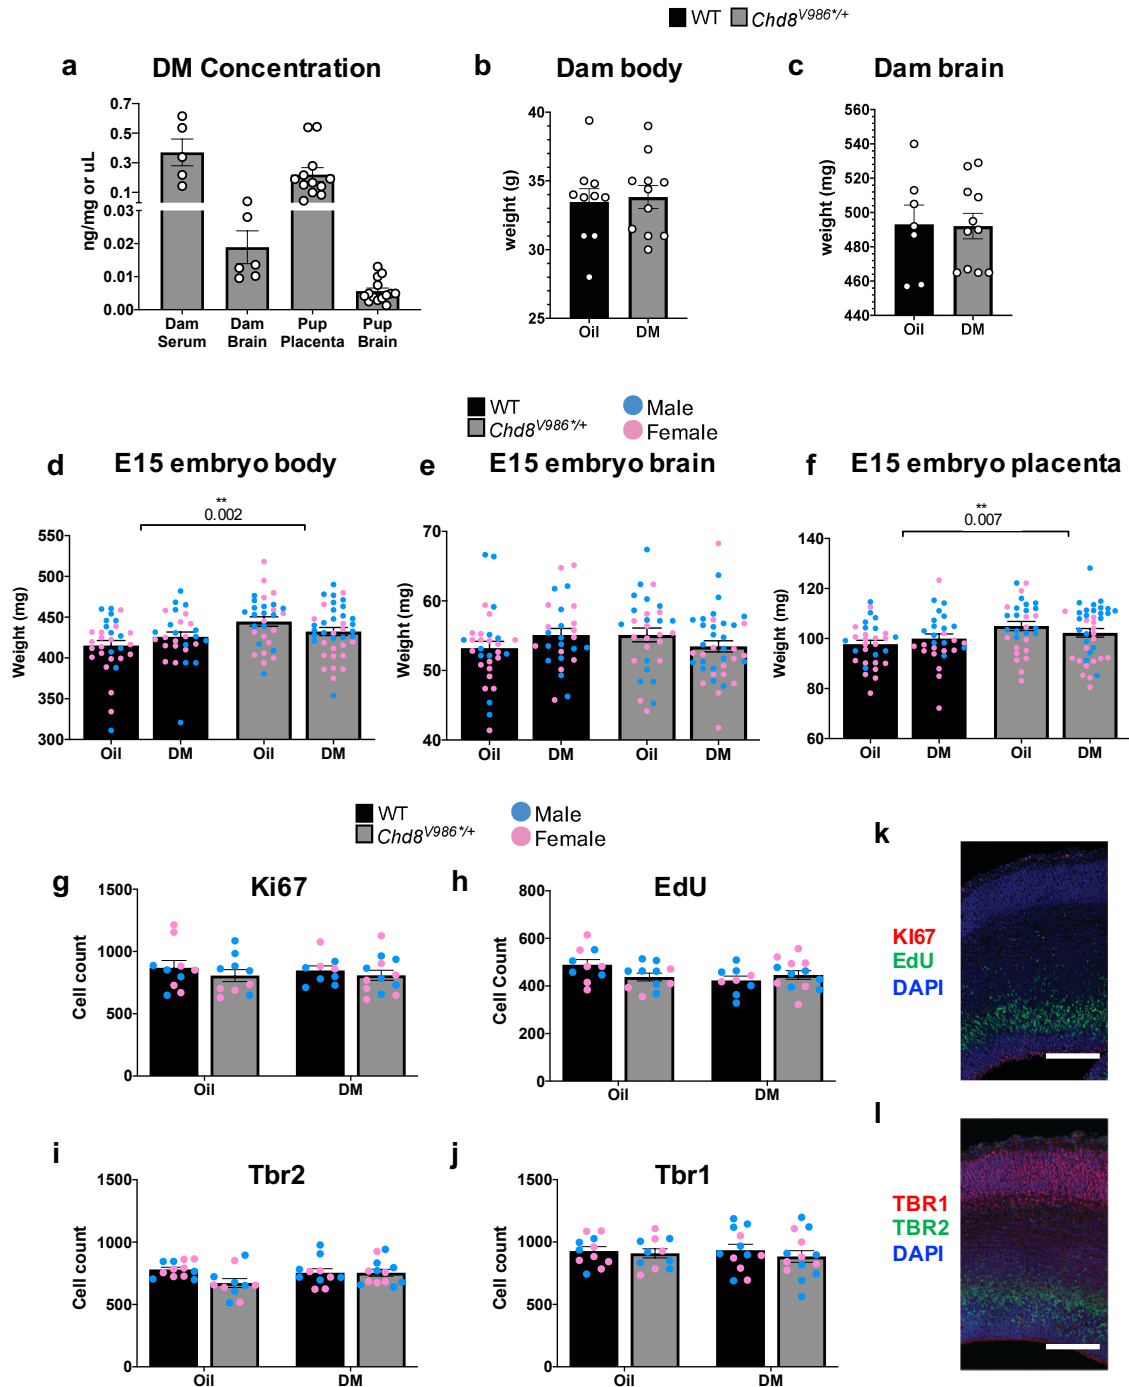 WT Chd8V986*/+
a DM Concentration
ng/mg or uL
0.7
0.5
0.3
0.1
0.03
0.02
0.01
0.00
Dam Serum
Dam Brain
Pup Placenta
Pup Brain
b Dam body
weight (g)
40
35
30
25
Oil DM
c Dam brain
weight (mg)
560
540
520
500
480
460
440
Oil DM
WT Male
Chd8V986*/+ Female
d E15 embryo body
**
0.002
Weight (mg)
550
500
450
400
350
300
Oil DM Oil DM
e E15 embryo brain
Weight (mg)
70
60
50
40
Oil DM Oil DM
f E15 embryo placenta
**
0.007
Weight (mg)
140
120
100
80
60
Oil DM Oil DM
WT Male
Chd8V986*/+ Female
g Ki67
Cell count
1500
1000
500
0
Oil DM
h EdU
Cell Count
800
600
400
200
0
Oil DM
k
KI67
EdU
DAPI
i Tbr2
Cell count
1500
1000
500
0
Oil DM
j Tbr1
Cell count
1500
1000
500
0
Oil DM
l
TBR1
TBR2
DAPI